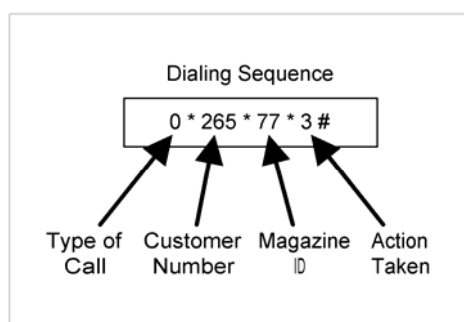 Dialing Sequence
0 * 265 * 77 * 3 #
Type of Call
Customer Number
Magazine ID
Action Taken